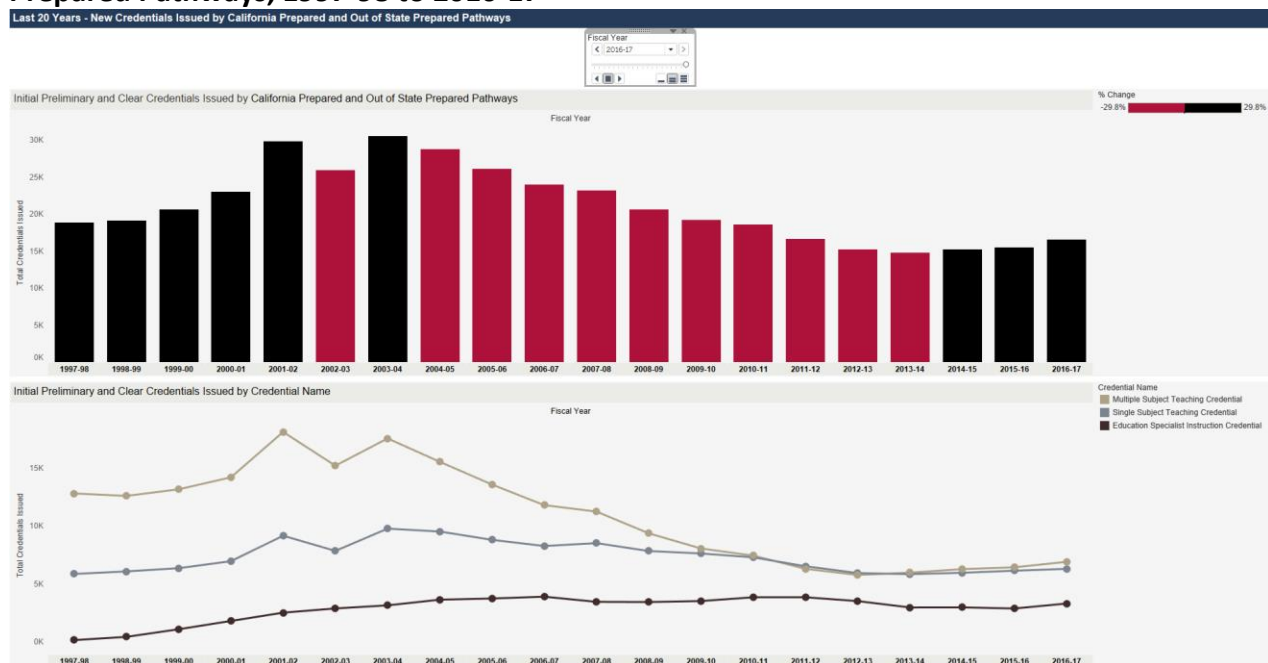 Last 20 Years - New Credentials Issued by California Prepared and Out of State Prepared Pathways
Fiscal Year
2016-17
Initial Preliminary and Clear Credentials Issued by California Prepared and Out of State Prepared Pathways
% Change
-29.8% 29.8%
Fiscal Year
Total Credentials Issued
30K
25K
20K
15K
10K
5K
0K
1997-98 1998-99 1999-00 2000-01 2001-02 2002-03 2003-04 2004-05 2005-06 2006-07 2007-08 2008-09 2009-10 2010-11 2011-12 2012-13 2013-14 2014-15 2015-16 2016-17
Initial Preliminary and Clear Credentials Issued by Credential Name
Credential Name
Multiple Subject Teaching Credential
Single Subject Teaching Credential
Education Specialist Instruction Credential
Fiscal Year
Total Credentials Issued
15K
10K
5K
0K
1997-98 1998-99 1999-00 2000-01 2001-02 2002-03 2003-04 2004-05 2005-06 2006-07 2007-08 2008-09 2009-10 2010-11 2011-12 2012-13 2013-14 2014-15 2015-16 2016-17